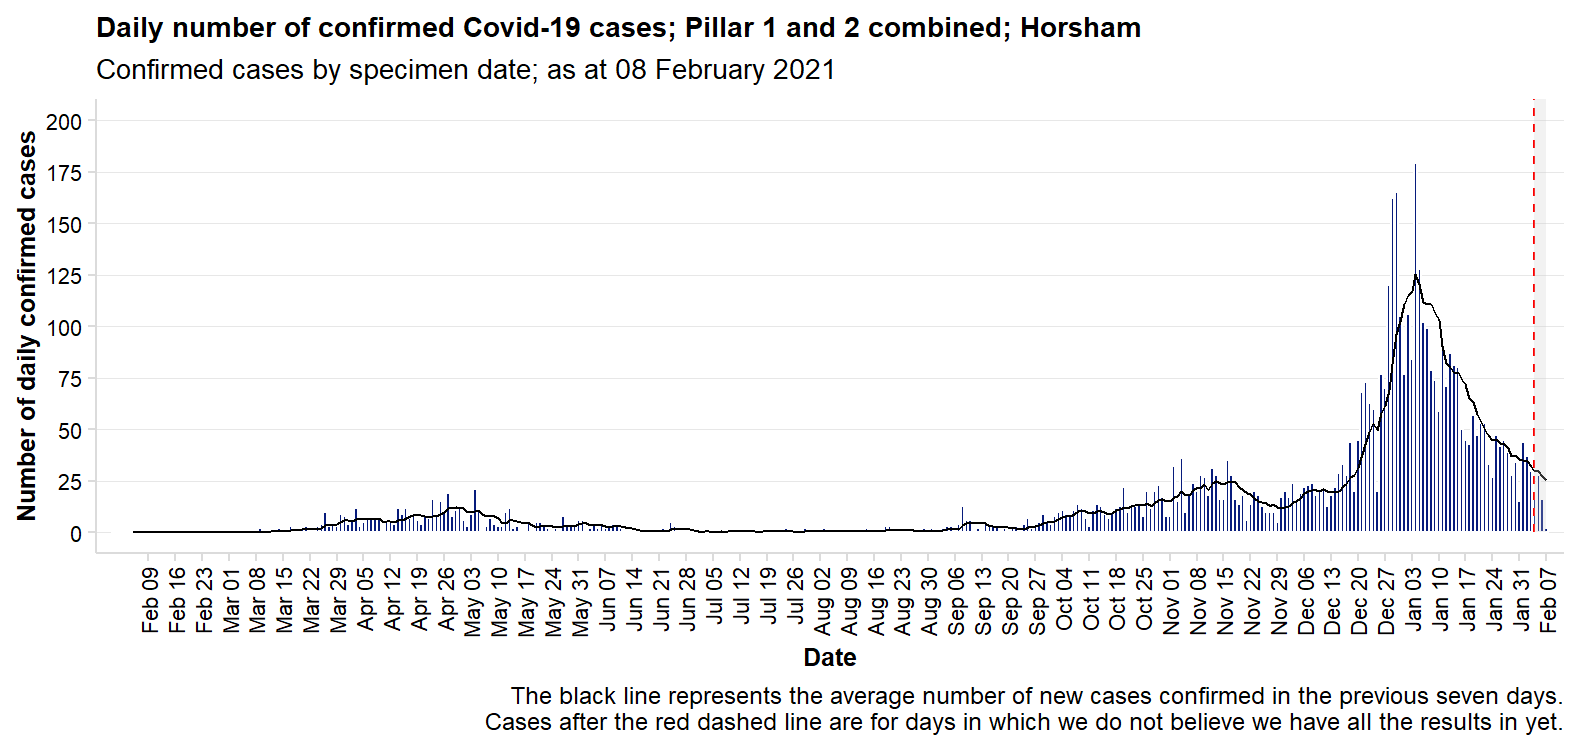 Daily number of confirmed Covid-19 cases; Pillar 1 and 2 combined; Horsham
Confirmed cases by specimen date; as at 08 February 2021
Number of daily confirmed cases
200
175
150
125
100
75
50
25
0
Feb 09
Feb 16
Feb 23
Mar 01
Mar 08
Mar 15
Mar 22
Mar 29
Apr 05
Apr 12
Apr 19
Apr 26
May 03
May 10
May 17
May 24
May 31
Jun 07
Jun 14
Jun 21
Jun 28
Jul 05
Jul 12
Jul 19
Jul 26
Aug 02
Aug 09
Aug 16
Aug 23
Aug 30
Sep 06
Sep 13
Sep 20
Sep 27
Oct 04
Oct 11
Oct 18
Oct 25
Nov 01
Nov 08
Nov 15
Nov 22
Nov 29
Dec 06
Dec 13
Dec 20
Dec 27
Jan 03
Jan 10
Jan 17
Jan 24
Jan 31
Feb 07
Date
The black line represents the average number of new cases confirmed in the previous seven days.
Cases after the red dashed line are for days in which we do not believe we have all the results in yet.